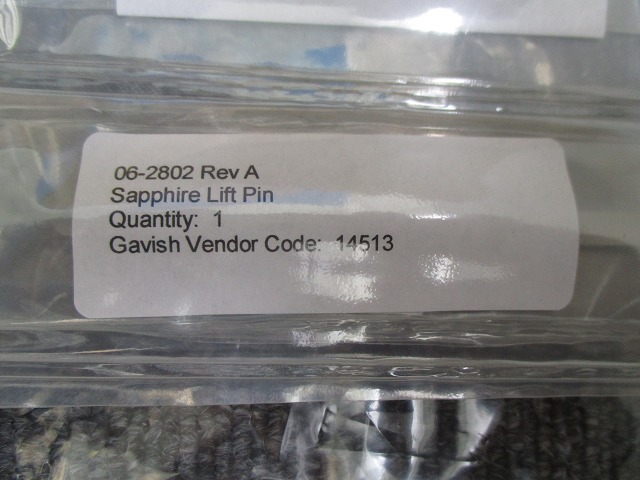 06-2802 Rev A
Sapphire Lift Pin
Quantity: 1
Gavish Vendor Code: 14513